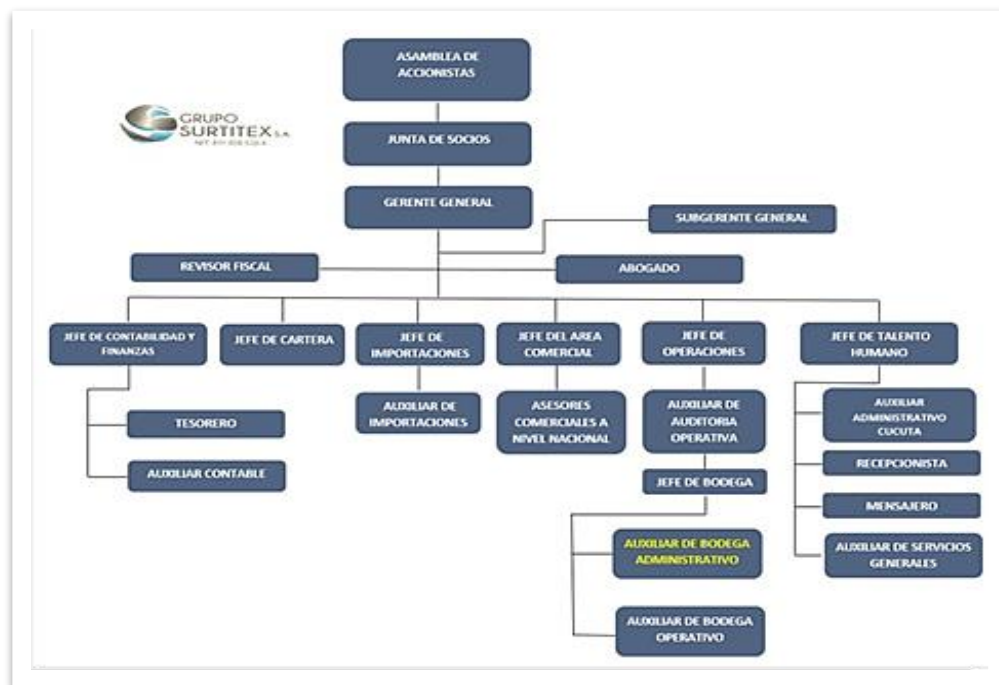 ASAMBLEA DE
ACCIONISTAS
GRUPO
SURTITEX S.A.
JUNTA DE SOCIOS
GERENTE GENERAL
SUBGERENTE GENERAL
REVISOR FISCAL
ABOGADO
JEFE DE CONTABILIDAD Y
FINANZAS
JEFE DE CARTERA
JEFE DE
IMPORTACIONES
JEFE DEL AREA
COMERCIAL
JEFE DE
OPERACIONES
JEFE DE TALENTO
HUMANO
TESORERO
AUXILIAR CONTABLE
AUXILIAR DE
IMPORTACIONES
ASESORES
COMERCIALES A
NIVEL NACIONAL
AUXILIAR DE
AUDITORIA
OPERATIVA
JEFE DE BODEGA
AUXILIAR DE BODEGA
ADMINISTRATIVO
AUXILIAR DE BODEGA
OPERATIVO
AUXILIAR
ADMINISTRATIVO
CUCUTA
RECEPCIONISTA
MENSAJERO
AUXILIAR DE SERVICIOS
GENERALES